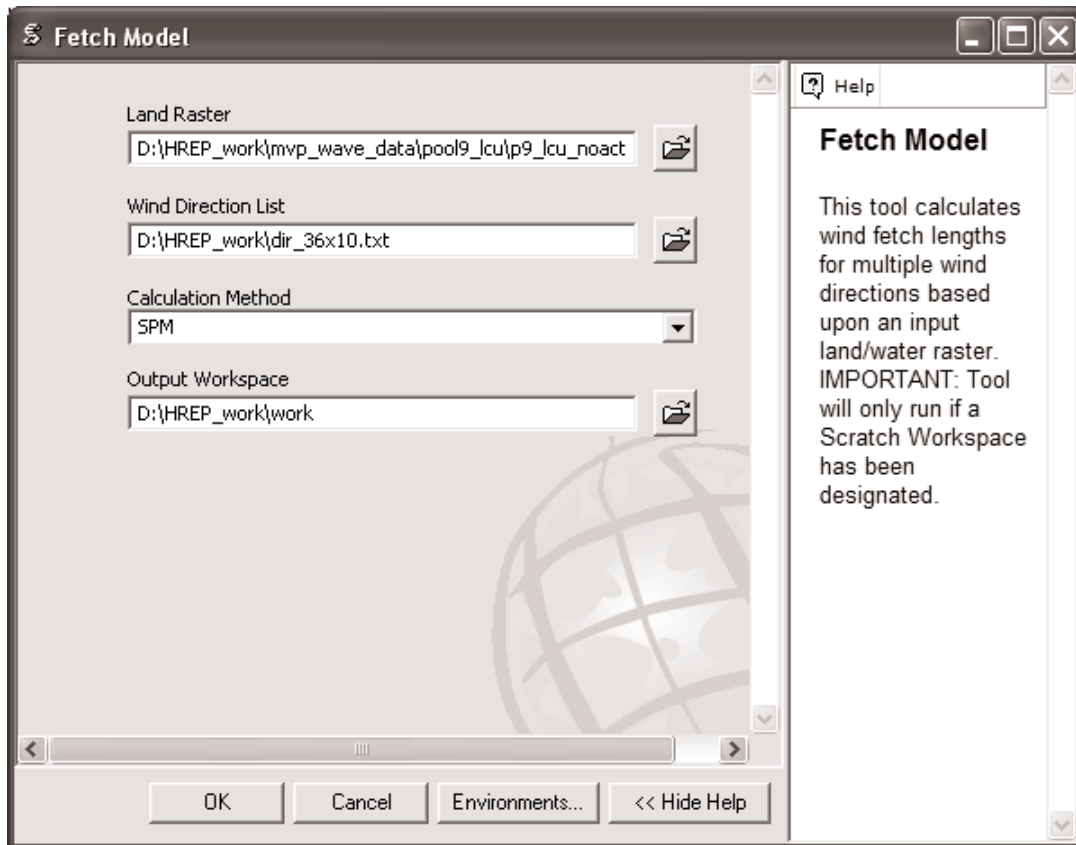 Fetch Model
Land Raster
D:\HREP_work\mvp_wave_data\pool9_lcu\p9_lcu_noact
Wind Direction List
D:\HREP_work\dir_36x10.txt
Calculation Method
SPM
Output Workspace
D:\HREP_work\work
OK
Cancel
Environments...
<< Hide Help
Help
Fetch Model
This tool calculates
wind fetch lengths
for multiple wind
directions based
upon an input
land/water raster.
IMPORTANT: Tool
will only run if a
Scratch Workspace
has been
designated.